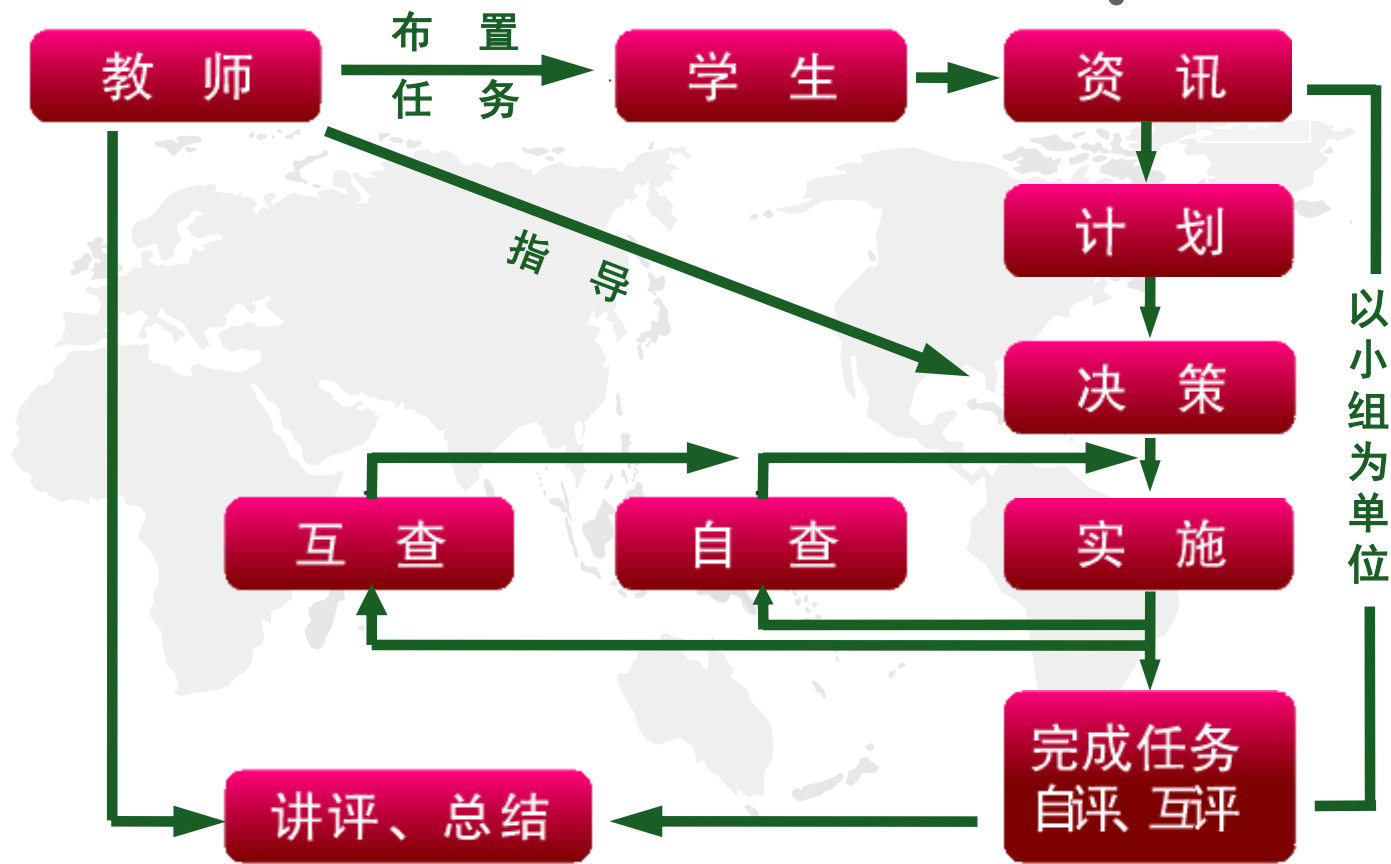 教 师
布 置
任 务
学 生
资 讯
计 划
指 导
决 策
以小组为单位
互 查
自 查
实 施
完成任务
自评、互评
讲评、总结